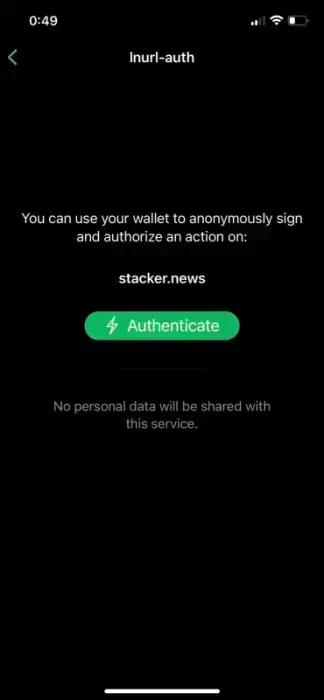 0:49
lnurl-auth
You can use your wallet to anonymously sign
and authorize an action on:
stacker.news
Authenticate
No personal data will be shared with
this service.